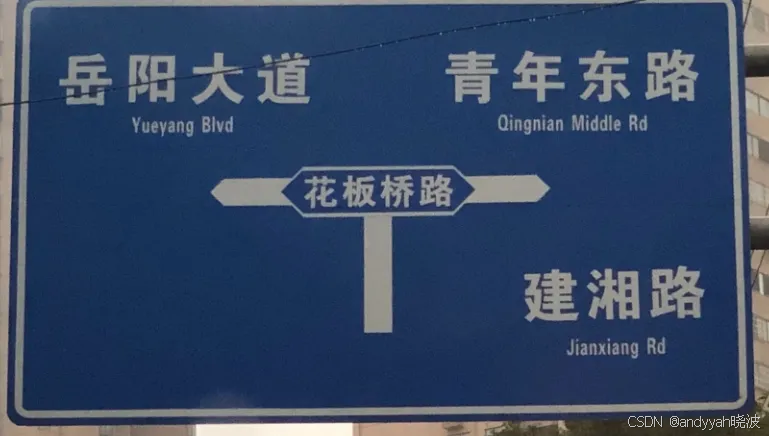 岳阳大道
Yueyang Blvd
青年东路
Qingnian Middle Rd
花板桥路
建湘路
Jianxiang Rd
CSDN @andyyah晓波